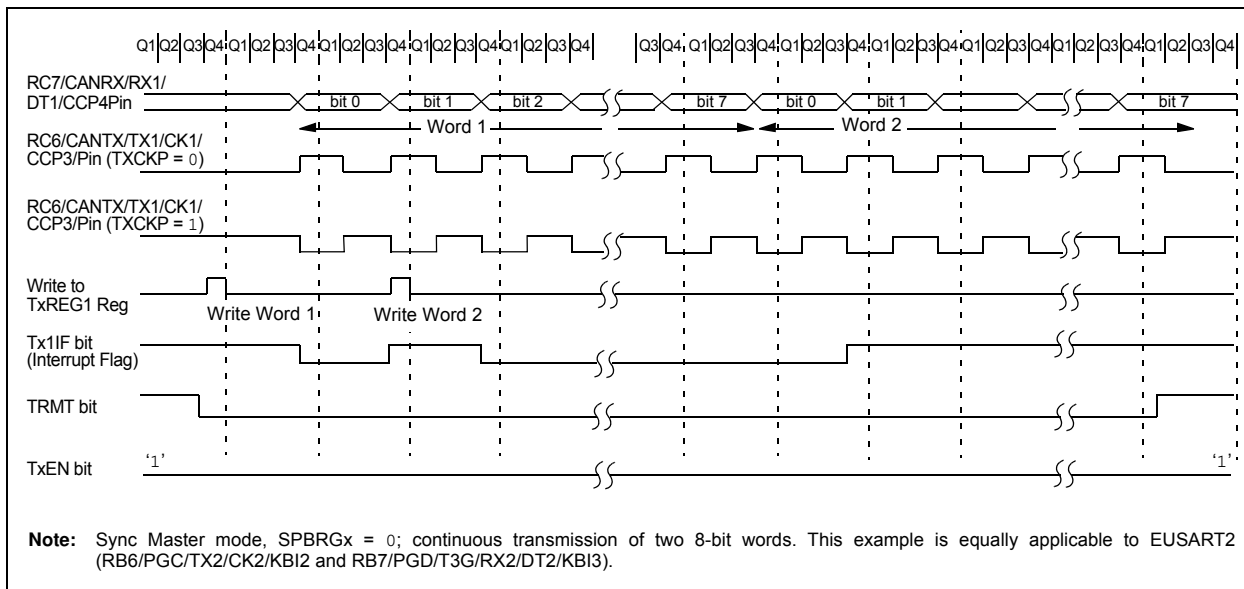 Q1 Q2 Q3 Q4 Q1 Q2 Q3 Q4 Q1 Q2 Q3 Q4 Q1 Q2 Q3 Q4 Q1 Q2 Q3 Q4 Q3 Q4 Q1 Q2 Q3 Q4 Q1 Q2 Q3 Q4 Q1 Q2 Q3 Q4 Q1 Q2 Q3 Q4 Q1 Q2 Q3 Q4 Q1 Q2 Q3 Q4
RC7/CANRX/RX1/
DT1/CCP4Pin
bit 0 bit 1 bit 2 bit 7 bit 0 bit 1 bit 7
Word 1 Word 2
RC6/CANTX/TX1/CK1/
CCP3/Pin (TXCKP = 0)
RC6/CANTX/TX1/CK1/
CCP3/Pin (TXCKP = 1)
Write to
TxREG1 Reg
Write Word 1 Write Word 2
Tx1IF bit
(Interrupt Flag)
TRMT bit
TxEN bit
‘1’ ‘1’
Note: Sync Master mode, SPBRGx = 0; continuous transmission of two 8-bit words. This example is equally applicable to EUSART2
(RB6/PGC/TX2/CK2/KBI2 and RB7/PGD/T3G/RX2/DT2/KBI3).